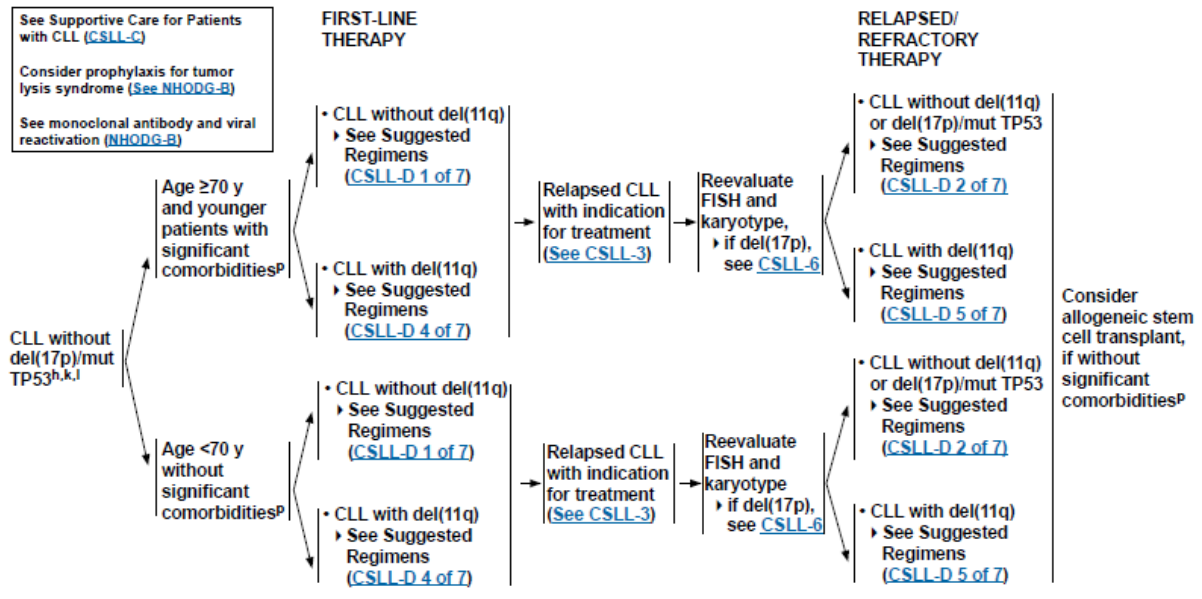 See Supportive Care for Patients
with CLL (CSLL-C)
Consider prophylaxis for tumor
lysis syndrome (See NHODG-B)
See monoclonal antibody and viral
reactivation (NHODG-B)
FIRST-LINE
THERAPY
RELAPSED/
REFRACTORY
THERAPY
CLL without
del(17p)/mut
TP53h,k,l
Age ≥70 y
and younger
patients with
significant
comorbiditiesp
• CLL without del(11q)
‣ See Suggested
Regimens
(CSLL-D 1 of 7)
• CLL with del(11q)
‣ See Suggested
Regimens
(CSLL-D 4 of 7)
Relapsed CLL
with indication
for treatment
(See CSLL-3)
Reevaluate
FISH and
karyotype,
‣ if del(17p),
see CSLL-6
• CLL without del(11q)
or del(17p)/mut TP53
‣ See Suggested
Regimens
(CSLL-D 2 of 7)
• CLL with del(11q)
‣ See Suggested
Regimens
(CSLL-D 5 of 7)
Age <70 y
without
significant
comorbiditiesp
• CLL without del(11q)
‣ See Suggested
Regimens
(CSLL-D 1 of 7)
• CLL with del(11q)
‣ See Suggested
Regimens
(CSLL-D 4 of 7)
Relapsed CLL
with indication
for treatment
(See CSLL-3)
Reevaluate
FISH and
karyotype
‣ if del(17p),
see CSLL-6
• CLL without del(11q)
or del(17p)/mut TP53
‣ See Suggested
Regimens
(CSLL-D 2 of 7)
• CLL with del(11q)
‣ See Suggested
Regimens
(CSLL-D 5 of 7)
Consider
allogeneic stem
cell transplant,
if without
significant
comorbiditiesp